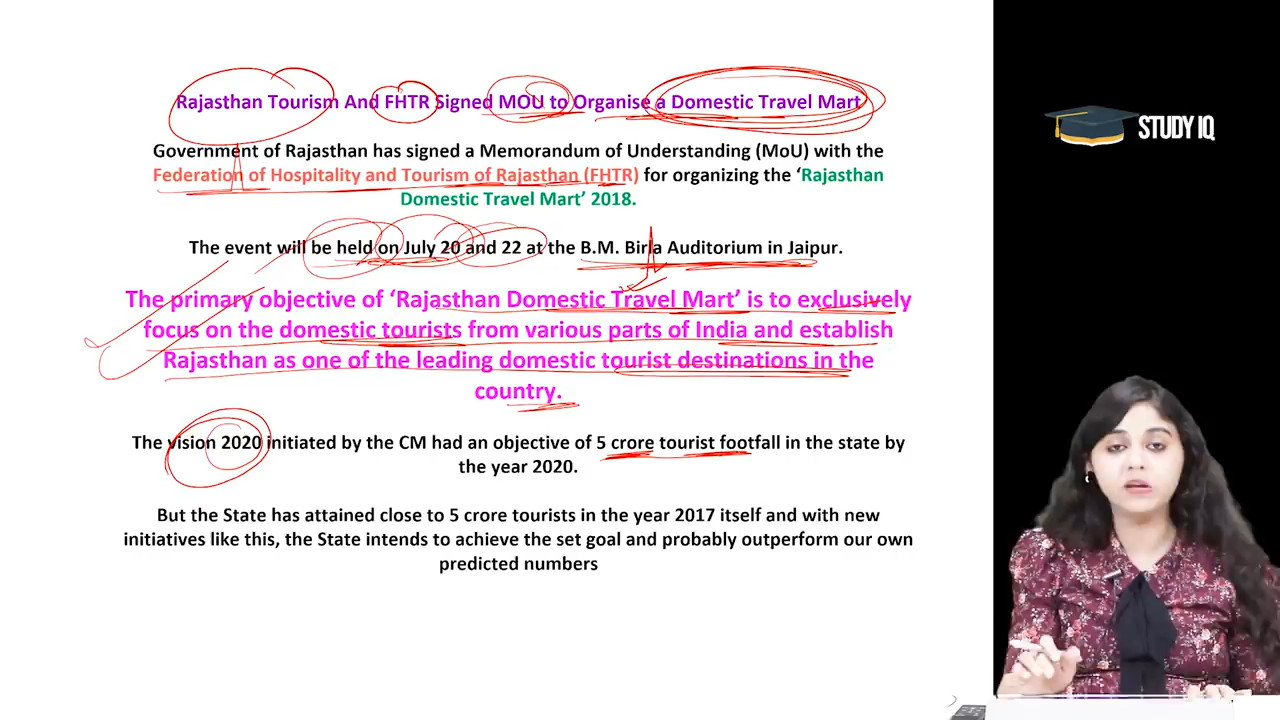 Rajasthan Tourism And FHTR Signed MOU to Organise a Domestic Travel Mart
Government of Rajasthan has signed a Memorandum of Understanding (MoU) with the
Federation of Hospitality and Tourism of Rajasthan (FHTR) for organizing the ‘Rajasthan
Domestic Travel Mart’ 2018.
The event will be held on July 20 and 22 at the B.M. Birla Auditorium in Jaipur.
The primary objective of ‘Rajasthan Domestic Travel Mart’ is to exclusively
focus on the domestic tourists from various parts of India and establish
Rajasthan as one of the leading domestic tourist destinations in the
country.
The vision 2020 initiated by the CM had an objective of 5 crore tourist footfall in the state by
the year 2020.
But the State has attained close to 5 crore tourists in the year 2017 itself and with new
initiatives like this, the State intends to achieve the set goal and probably outperform our own
predicted numbers
STUDY IQ